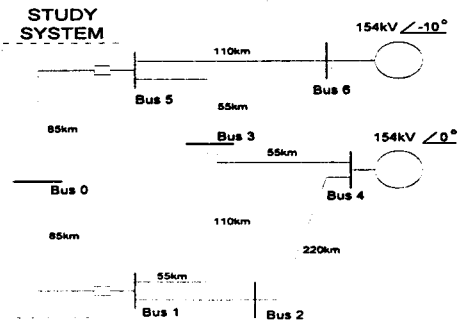 STUDY
SYSTEM
154kV ∠-10°
110km
Bus 5
Bus 6
55km
85km
Bus 3
154kV ∠0°
55km
Bus 0
Bus 4
110km
85km
220km
55km
Bus 1
Bus 2